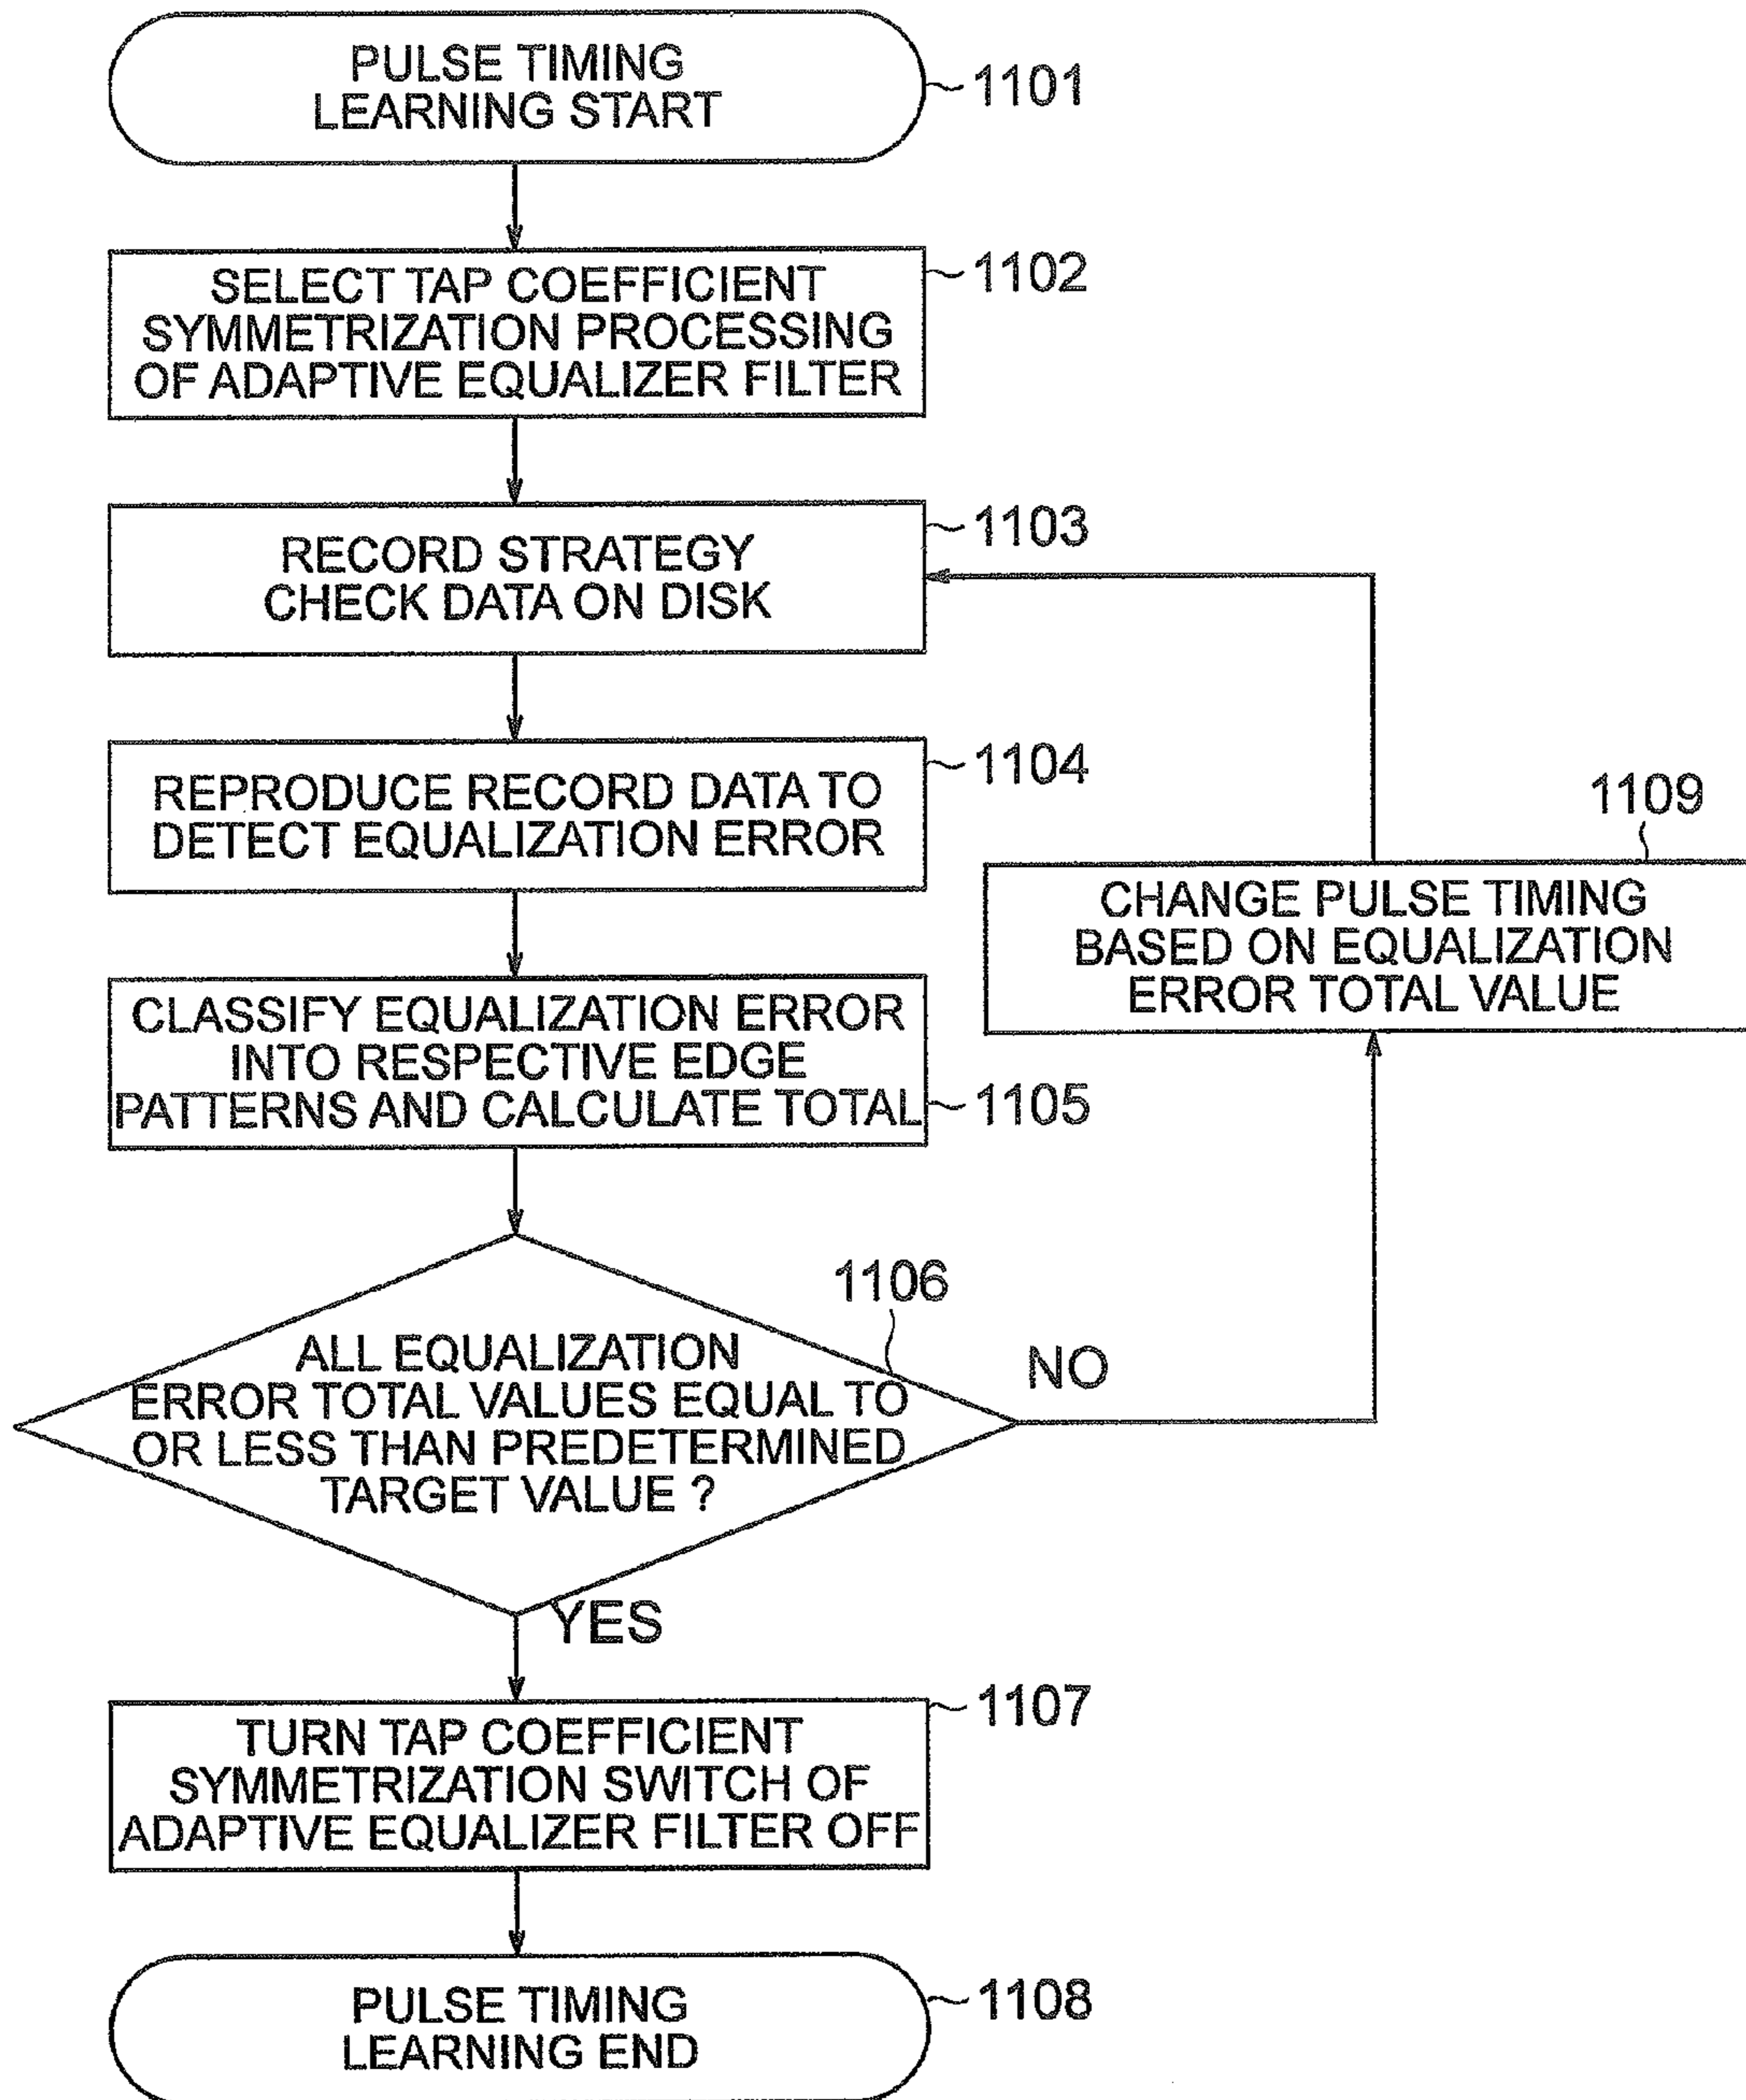 PULSE TIMING
LEARNING START
1101
SELECT TAP COEFFICIENT
SYMMETRIZATION PROCESSING
OF ADAPTIVE EQUALIZER FILTER
1102
RECORD STRATEGY
CHECK DATA ON DISK
1103
REPRODUCE RECORD DATA TO
DETECT EQUALIZATION ERROR
1104
CLASSIFY EQUALIZATION ERROR
INTO RESPECTIVE EDGE
PATTERNS AND CALCULATE TOTAL
1105
1109
CHANGE PULSE TIMING
BASED ON EQUALIZATION
ERROR TOTAL VALUE
1106
ALL EQUALIZATION
ERROR TOTAL VALUES EQUAL TO
OR LESS THAN PREDETERMINED
TARGET VALUE ?
NO
YES
TURN TAP COEFFICIENT
SYMMETRIZATION SWITCH OF
ADAPTIVE EQUALIZER FILTER OFF
1107
PULSE TIMING
LEARNING END
1108